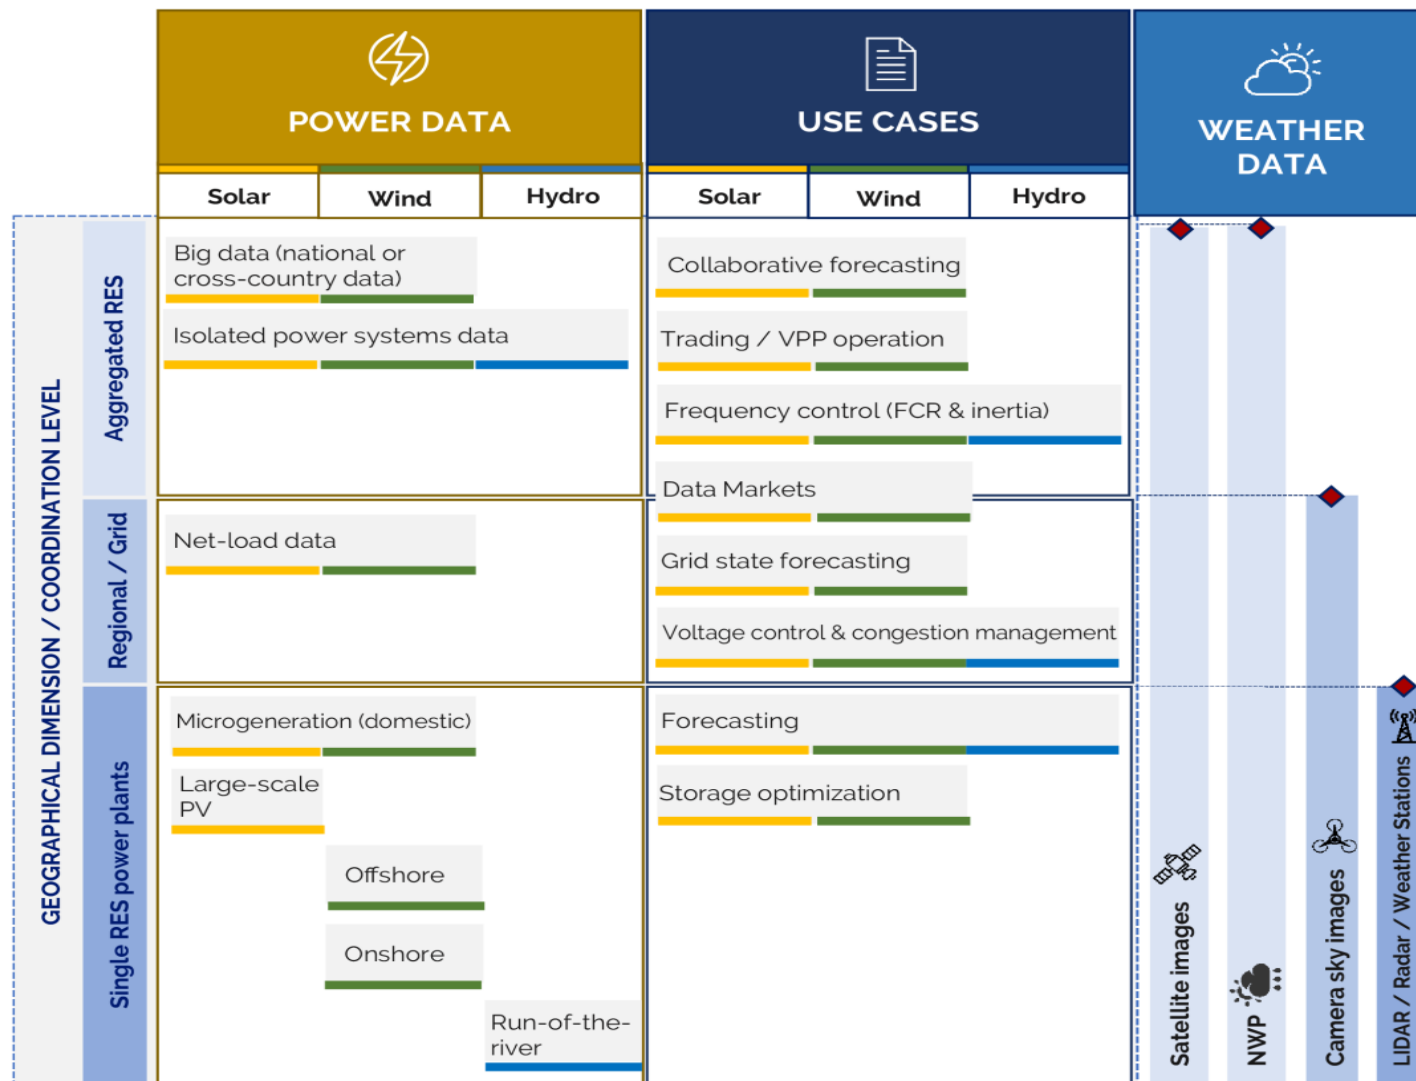 POWER DATA
USE CASES
WEATHER
DATA
Solar
Wind
Hydro
Solar
Wind
Hydro
GEOGRAPHICAL DIMENSION / COORDINATION LEVEL
Aggregated RES
Big data (national or
cross-country data)
Isolated power systems data
Collaborative forecasting
Trading / VPP operation
Frequency control (FCR & inertia)
Data Markets
Regional / Grid
Net-load data
Grid state forecasting
Voltage control & congestion management
Single RES power plants
Microgeneration (domestic)
Large-scale
PV
Offshore
Onshore
Run-of-the-
river
Forecasting
Storage optimization
Satellite images
NWP
Camera sky images
LIDAR / Radar / Weather Stations